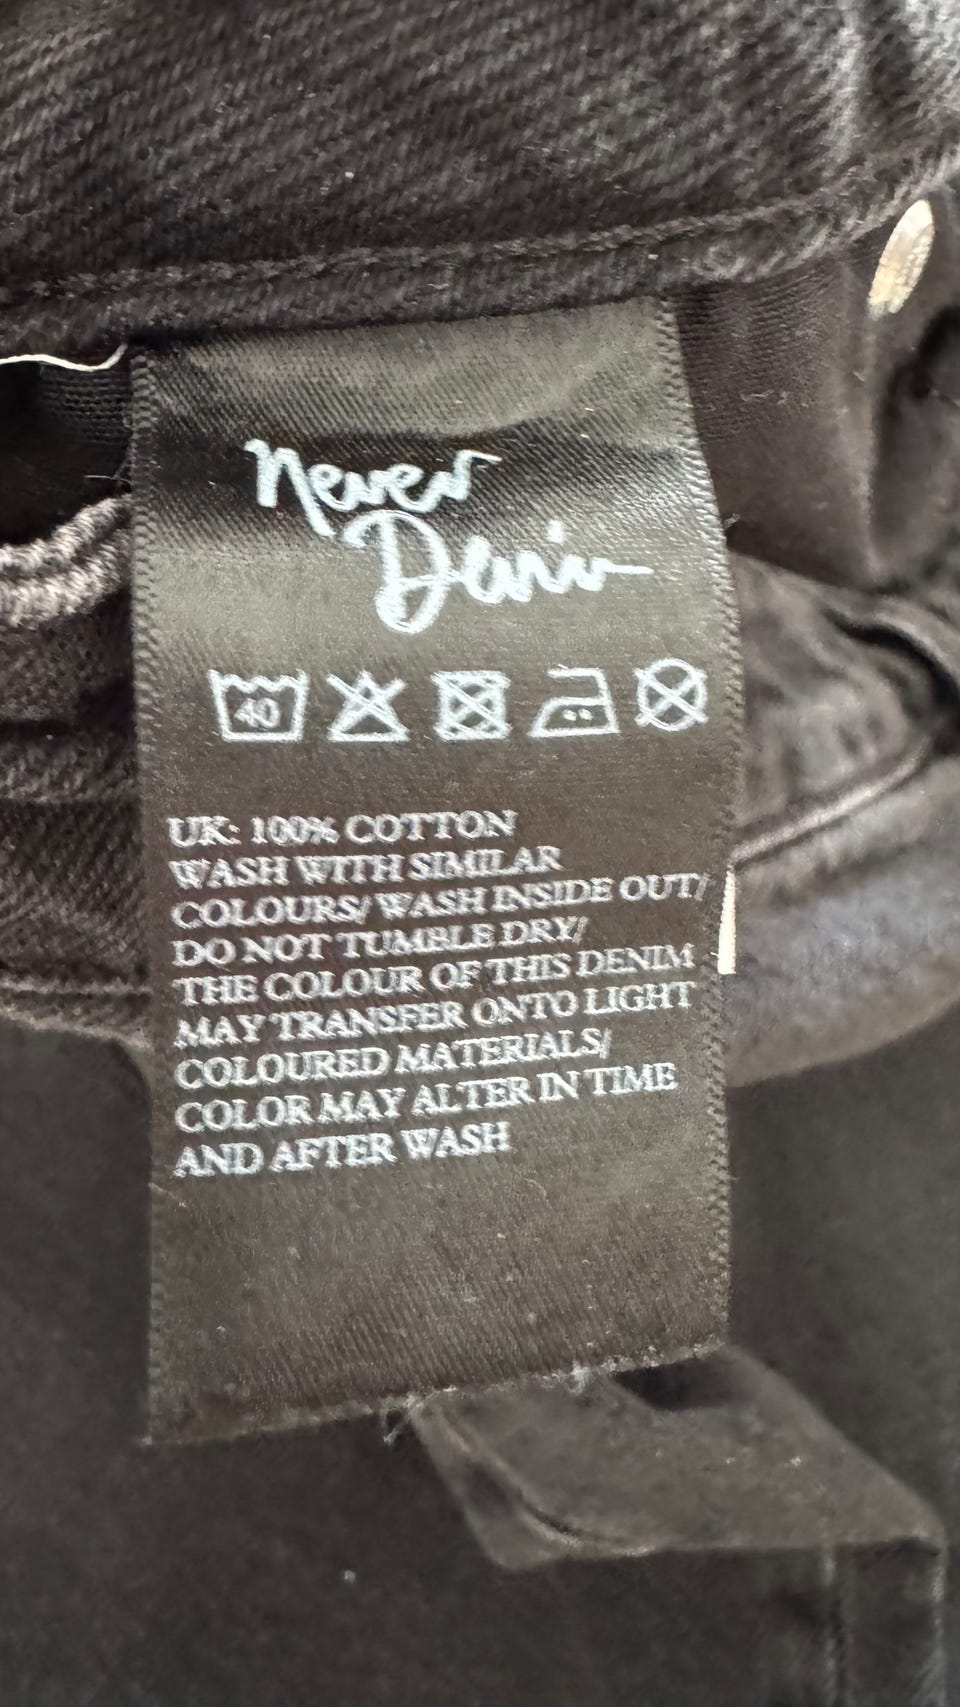 Never
Denim
40
UK: 100% COTTON
WASH WITH SIMILAR
COLOURS/WASH INSIDE OUT/
DO NOT TUMBLE DRY/
THE COLOUR OF THIS DENIM
MAY TRANSFER ONTO LIGHT
COLOURED MATERIALS/
COLOR MAY ALTER IN TIME
AND AFTER WASH